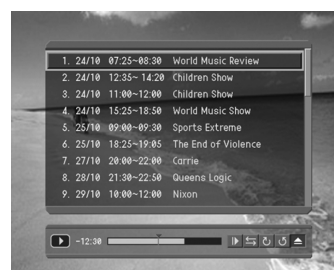 1. 24/10 07:25~08:30 World Music Review
2. 24/10 12:35~ 14:20 Children Show
3. 24/10 11:00~12:00 Children Show
4. 24/10 15:25~18:50 World Music Show
5. 25/10 09:00~09:30 Sports Extreme
6. 25/10 18:25~19:05 The End of Violence
7. 27/10 20:00~22:00 Carrie
8. 28/10 21:30~22:50 Queens Logic
9. 29/10 10:00~12:00 Nixon
-12:30